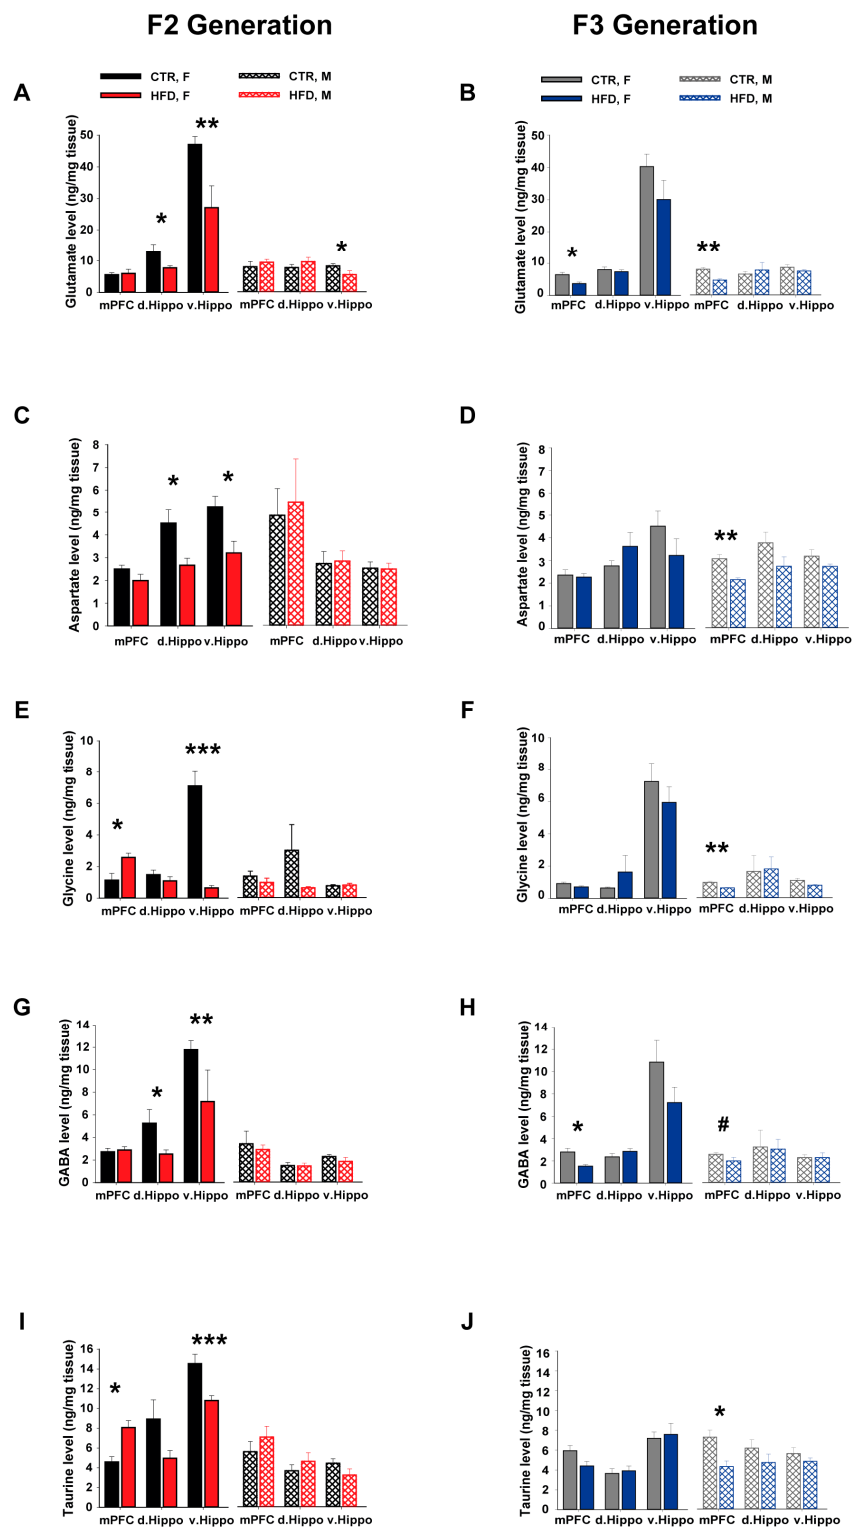 F2 Generation
F3 Generation
A
CTR, F
CTR, M
HFD, F
HFD, M
Glutamate level (ng/mg tissue)
50
40
30
20
10
0
*
**
*
mPFC d.Hippo v.Hippo
mPFC d.Hippo v.Hippo
B
CTR, F
CTR, M
HFD, F
HFD, M
Glutamate level (ng/mg tissue)
50
40
30
20
10
0
*
**
mPFC d.Hippo v.Hippo
mPFC d.Hippo v.Hippo
C
Aspartate level (ng/mg tissue)
8
7
6
5
4
3
2
1
0
*
*
mPFC d.Hippo v.Hippo
mPFC d.Hippo v.Hippo
D
Aspartate level (ng/mg tissue)
8
7
6
5
4
3
2
1
0
**
mPFC d.Hippo v.Hippo
mPFC d.Hippo v.Hippo
E
Glycine level (ng/mg tissue)
10
8
6
4
2
0
*
***
mPFC d.Hippo v.Hippo
mPFC d.Hippo v.Hippo
F
Glycine level (ng/mg tissue)
10
8
6
4
2
0
**
mPFC d.Hippo v.Hippo
mPFC d.Hippo v.Hippo
G
GABA level (ng/mg tissue)
14
12
10
8
6
4
2
0
*
**
mPFC d.Hippo v.Hippo
mPFC d.Hippo v.Hippo
H
GABA level (ng/mg tissue)
14
12
10
8
6
4
2
0
*
#
mPFC d.Hippo v.Hippo
mPFC d.Hippo v.Hippo
I
Taurine level (ng/mg tissue)
16
14
12
10
8
6
4
2
0
*
***
mPFC d.Hippo v.Hippo
mPFC d.Hippo v.Hippo
J
Taurine level (ng/mg tissue)
16
14
12
10
8
6
4
2
0
*
mPFC d.Hippo v.Hippo
mPFC d.Hippo v.Hippo